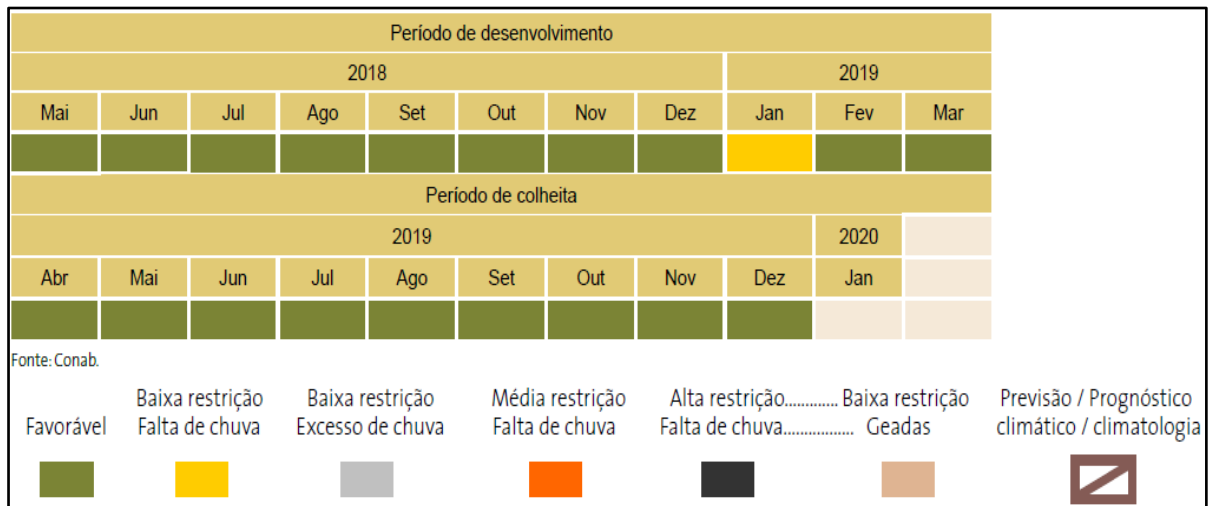 Período de desenvolvimento
2018 2019
Mai Jun Jul Ago Set Out Nov Dez Jan Fev Mar
Período de colheita
2019 2020
Abr Mai Jun Jul Ago Set Out Nov Dez Jan
Fonte: Conab.
Baixa restrição Baixa restrição Média restrição Alta restrição............. Baixa restrição Previsão / Prognóstico
Favorável Falta de chuva Excesso de chuva Falta de chuva Falta de chuva................. Geadas climático / climatologia